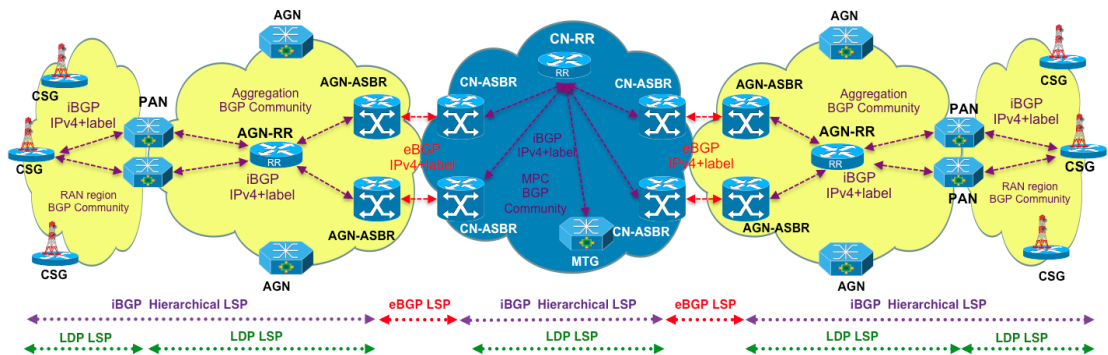 AGN
CN-RR
AGN
RR
CN-ASBR
CN-ASBR
AGN-ASBR
AGN-ASBR
CSG
CSG
PAN
PAN
iBGP
IPv4+label
Aggregation
BGP Community
AGN-RR
RR
eBGP
IPv4+label
iBGP
IPv4+label
eBGP
IPv4+label
Aggregation
BGP Community
AGN-RR
RR
iBGP
IPv4+label
CSG
CSG
RAN region
BGP Community
iBGP
IPv4+label
MPC
BGP
Community
iBGP
IPv4+label
PAN
RAN region
BGP Community
AGN-ASBR
CN-ASBR
CN-ASBR
AGN-ASBR
CSG
AGN
MTG
AGN
CSG
iBGP Hierarchical LSP
eBGP LSP
iBGP Hierarchical LSP
eBGP LSP
iBGP Hierarchical LSP
LDP LSP
LDP LSP
LDP LSP
LDP LSP
LDP LSP